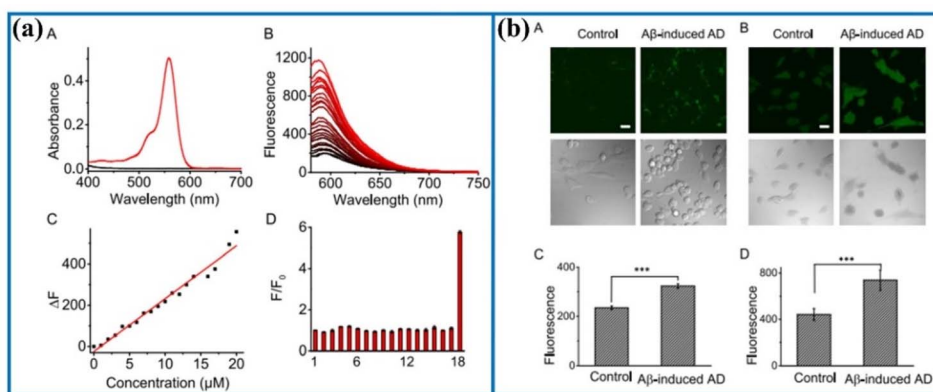 (a)
A
Absorbance
0.4
0.2
0.0
400 500 600 700
Wavelength (nm)
B
Fluorescence
1200
800
400
0
600 650 700 750
Wavelength (nm)
C
ΔF
400
200
0
0 5 10 15 20
Concentration (µM)
D
F/F0
6
4
2
0
1 6 12 18
(b)
A
Control Aβ-induced AD
B
Control Aβ-induced AD
C
Fluorescence
400
200
0
***
Control Aβ-induced AD
D
Fluorescence
800
400
0
***
Control Aβ-induced AD